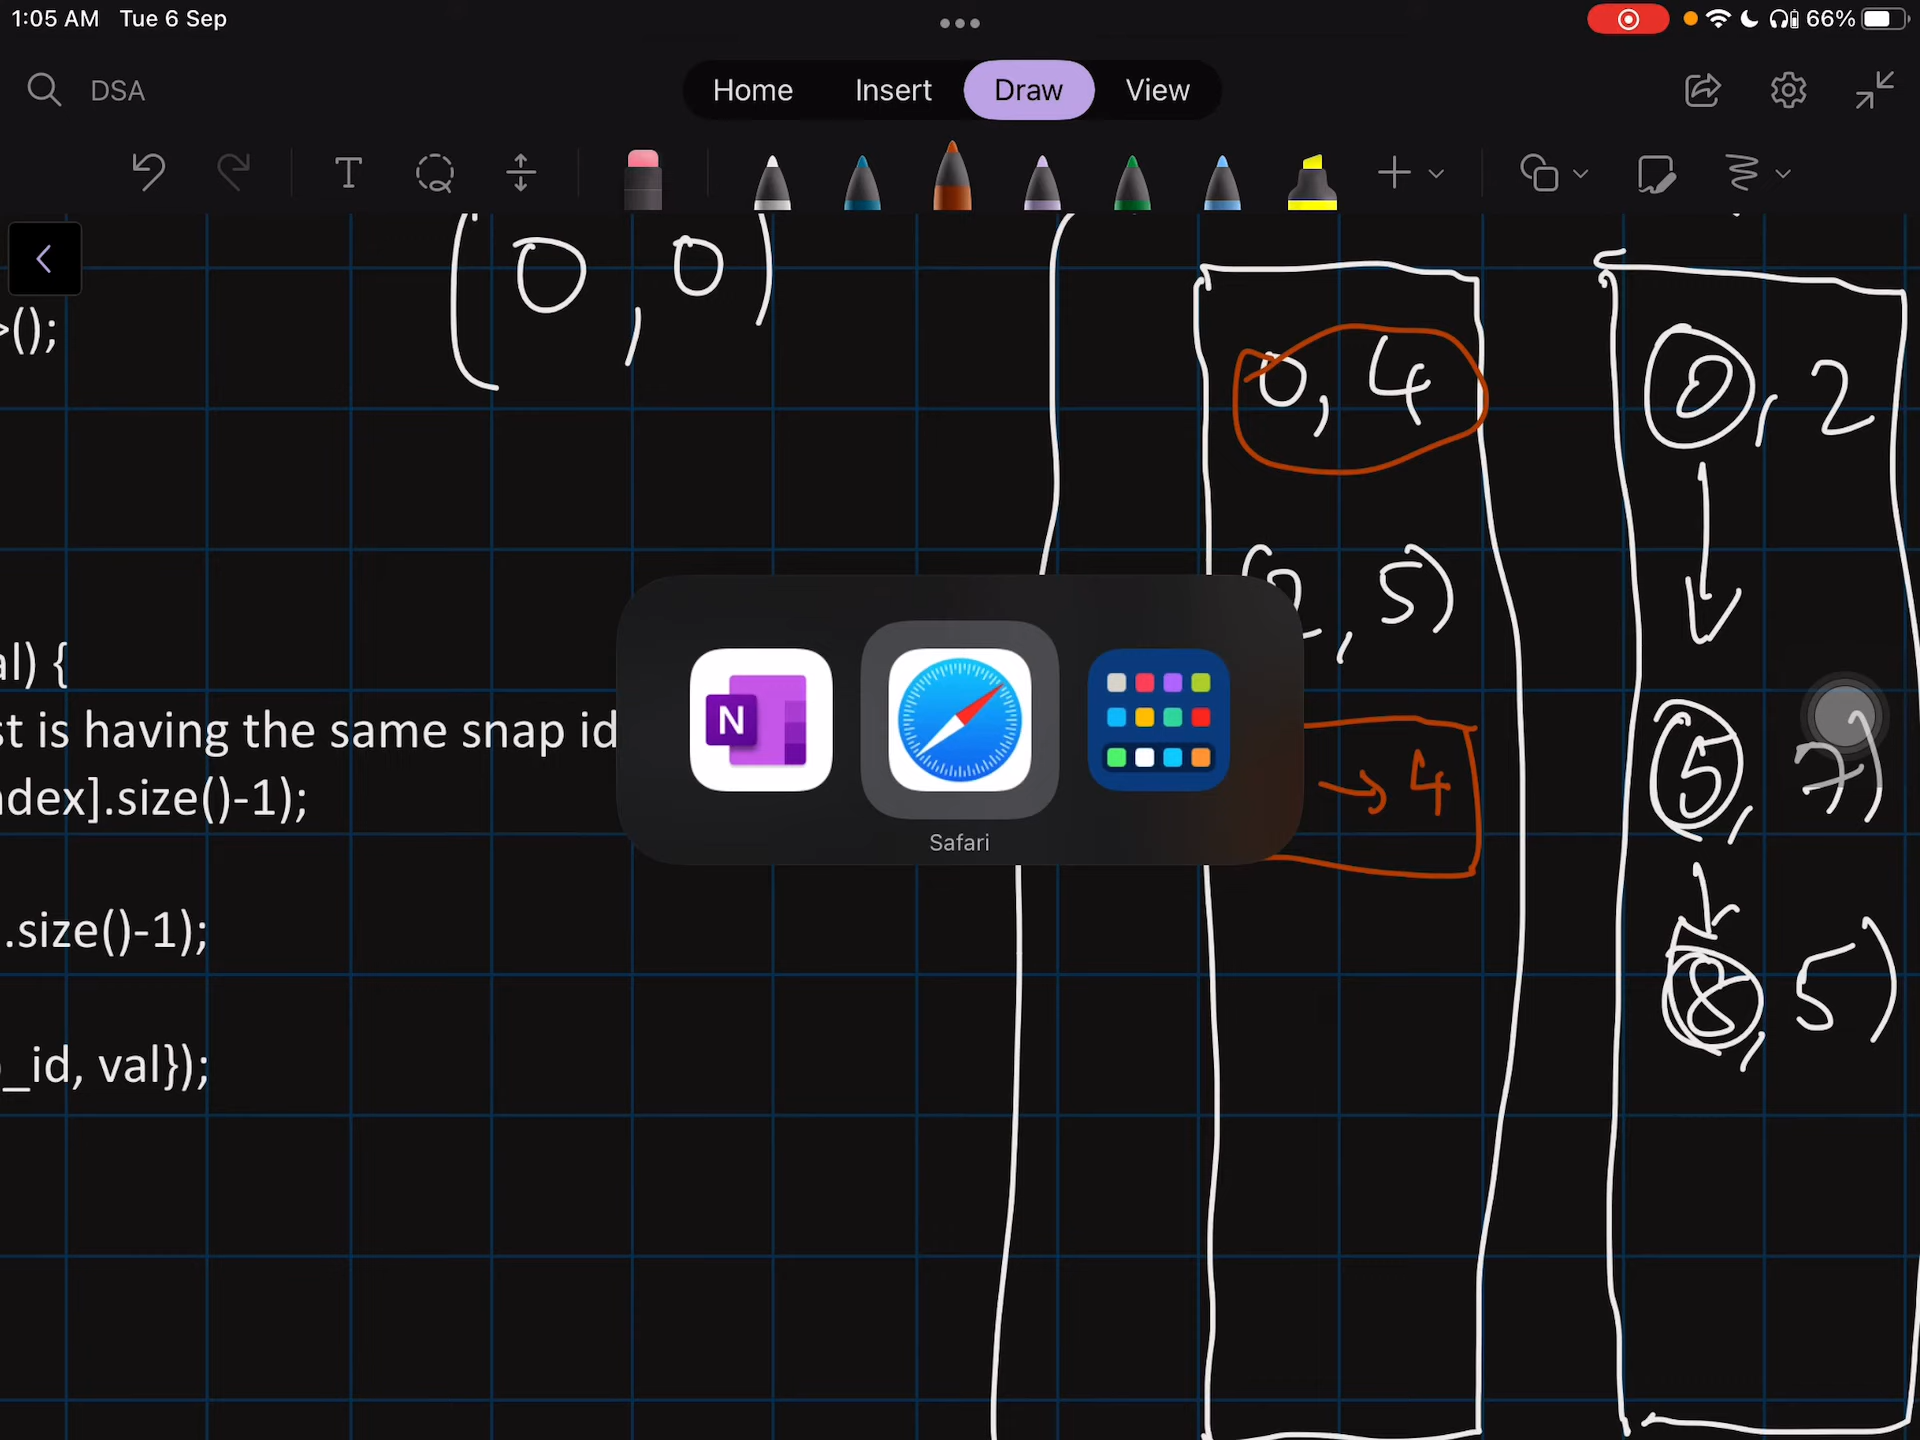 1:05 AM Tue 6 Sep
66%
DSA
Home Insert Draw View
T
(0, 0)
>();
0, 4
0, 2
, 5)
al) {
st is having the same snap id
ndex].size()-1);
N
Safari
→ 4
5, 7)
.size()-1);
8, 5)
_id, val});